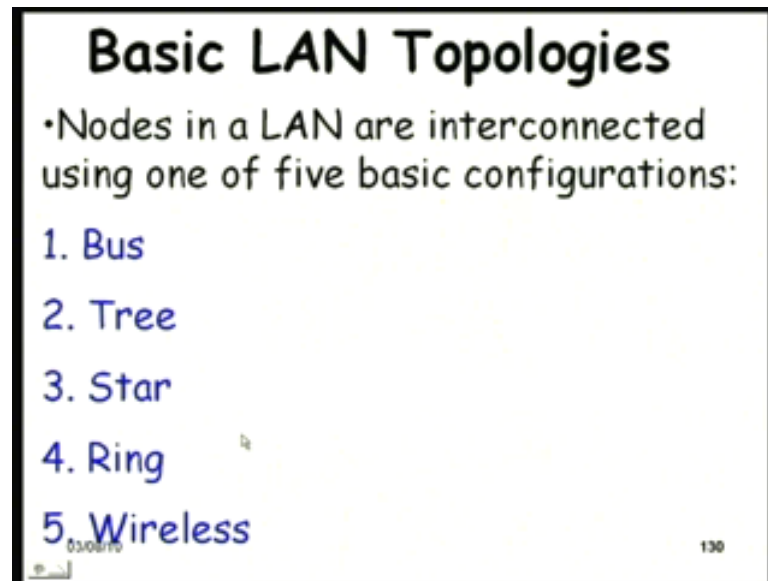 Basic LAN Topologies
•Nodes in a LAN are interconnected
using one of five basic configurations:
1. Bus
2. Tree
3. Star
4. Ring
5. Wireless
130